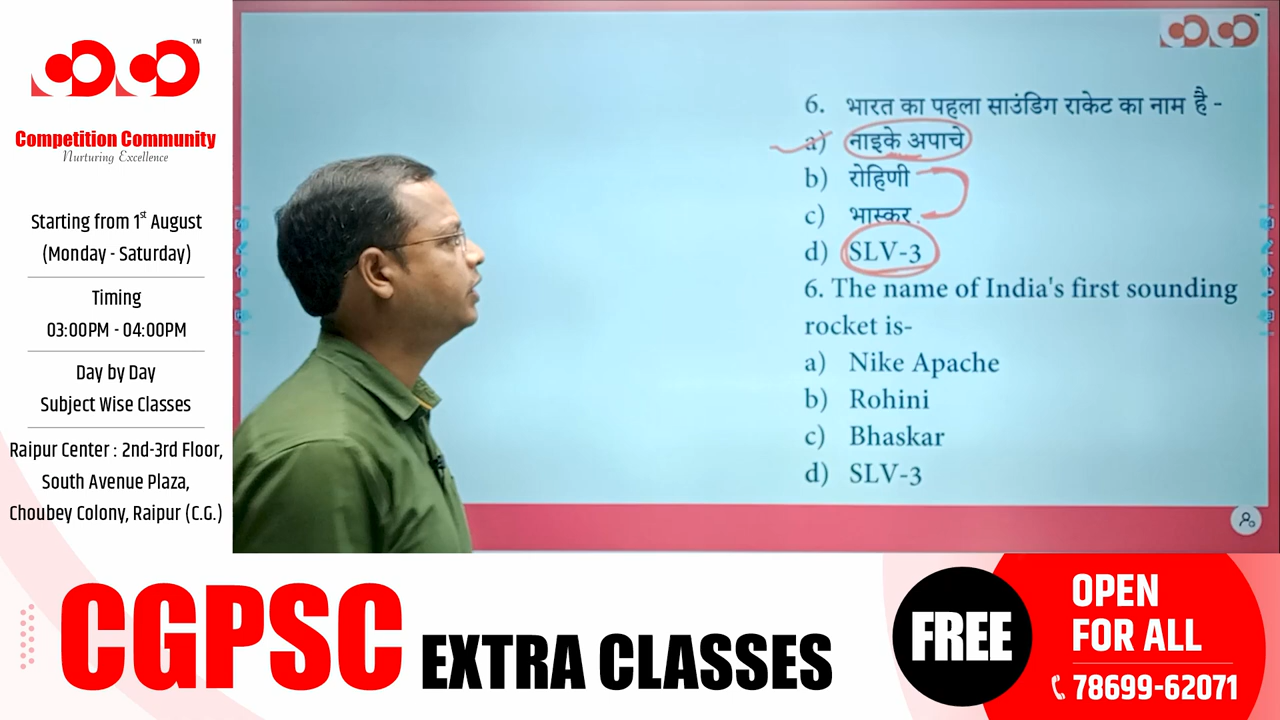 TM
Competition Community
Nurturing Excellence
Starting from 1st August
(Monday - Saturday)
Timing
03:00PM - 04:00PM
Day by Day
Subject Wise Classes
Raipur Center : 2nd-3rd Floor,
South Avenue Plaza,
Choubey Colony, Raipur (C.G.)
6. भारत का पहला साउंडिग राकेट का नाम है -
a) नाइके अपाचे
b) रोहिणी
c) भास्कर
d) SLV-3
6. The name of India's first sounding
rocket is-
a) Nike Apache
b) Rohini
c) Bhaskar
d) SLV-3
CGPSC EXTRA CLASSES
FREE
OPEN
FOR ALL
78699-62071